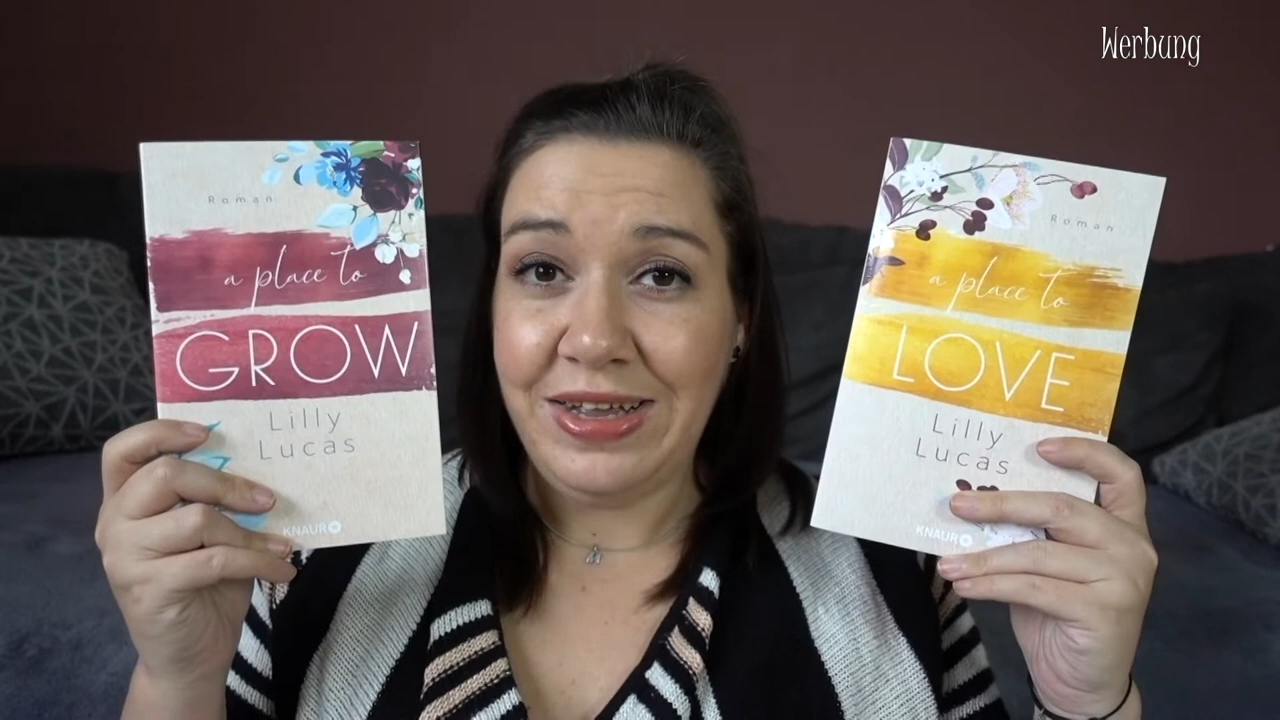 Werbung
Roman
a place to
GROW
Lilly
Lucas
KNAUR
Roman
a place to
LOVE
Lilly
Lucas
KNAUR